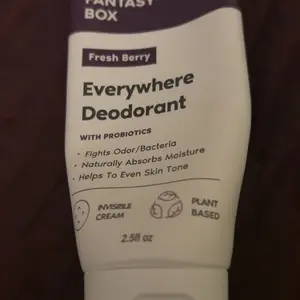 FANTASY
BOX
Fresh Berry
Everywhere
Deodorant
WITH PROBIOTICS
• Fights Odor/Bacteria
• Naturally Absorbs Moisture
• Helps To Even Skin Tone
INVISIBLE
CREAM
PLANT
BASED
2.5fl oz